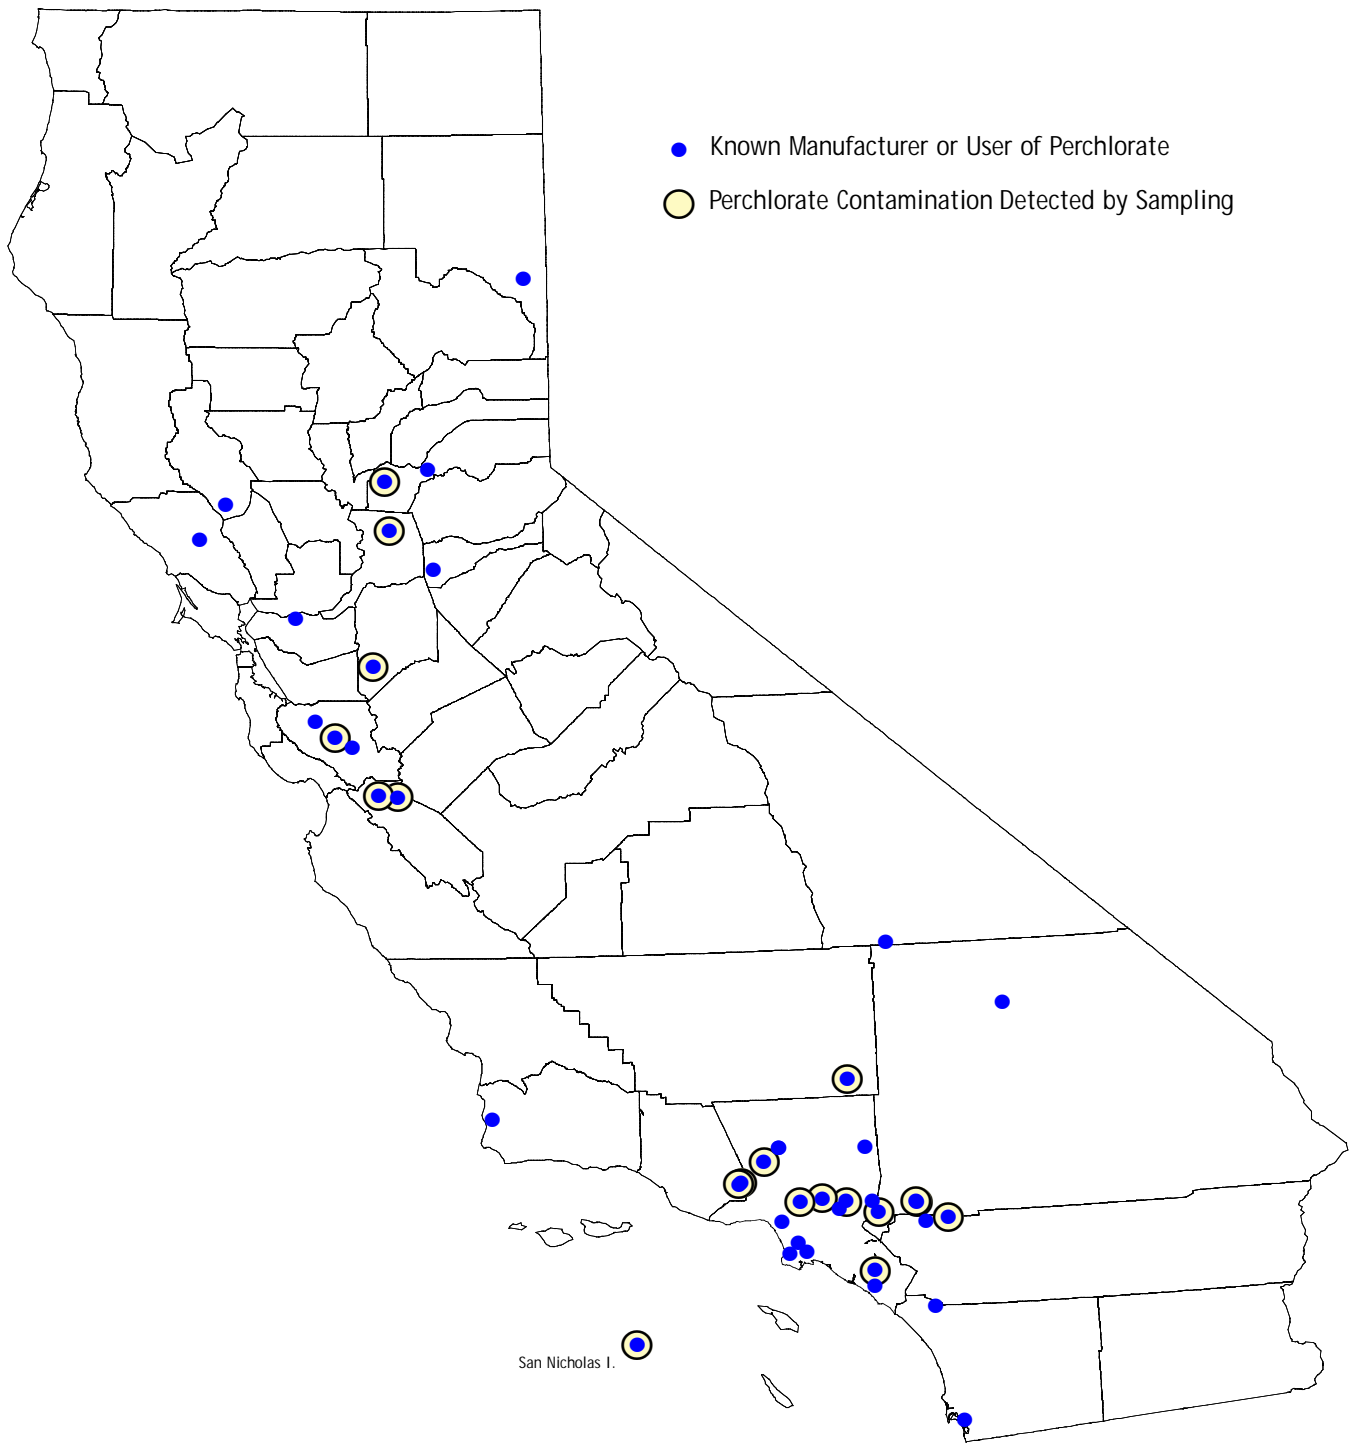 Known Manufacturer or User of Perchlorate
Perchlorate Contamination Detected by Sampling
San Nicholas I.